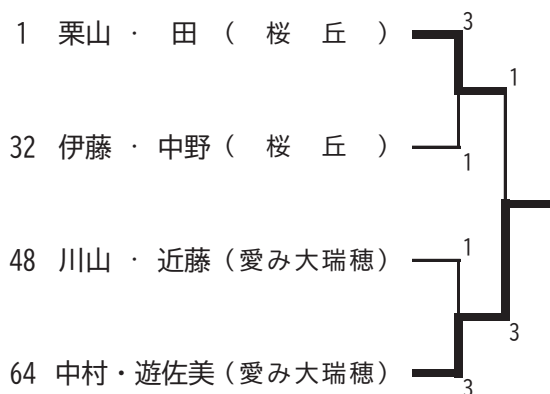 1 栗山 ・ 田 ( 桜 丘 ) 3
1
32 伊藤 ・ 中野 ( 桜 丘 ) 1
48 川山 ・ 近藤 (愛み大瑞穂) 1
3
64 中村・遊佐美 (愛み大瑞穂) 3